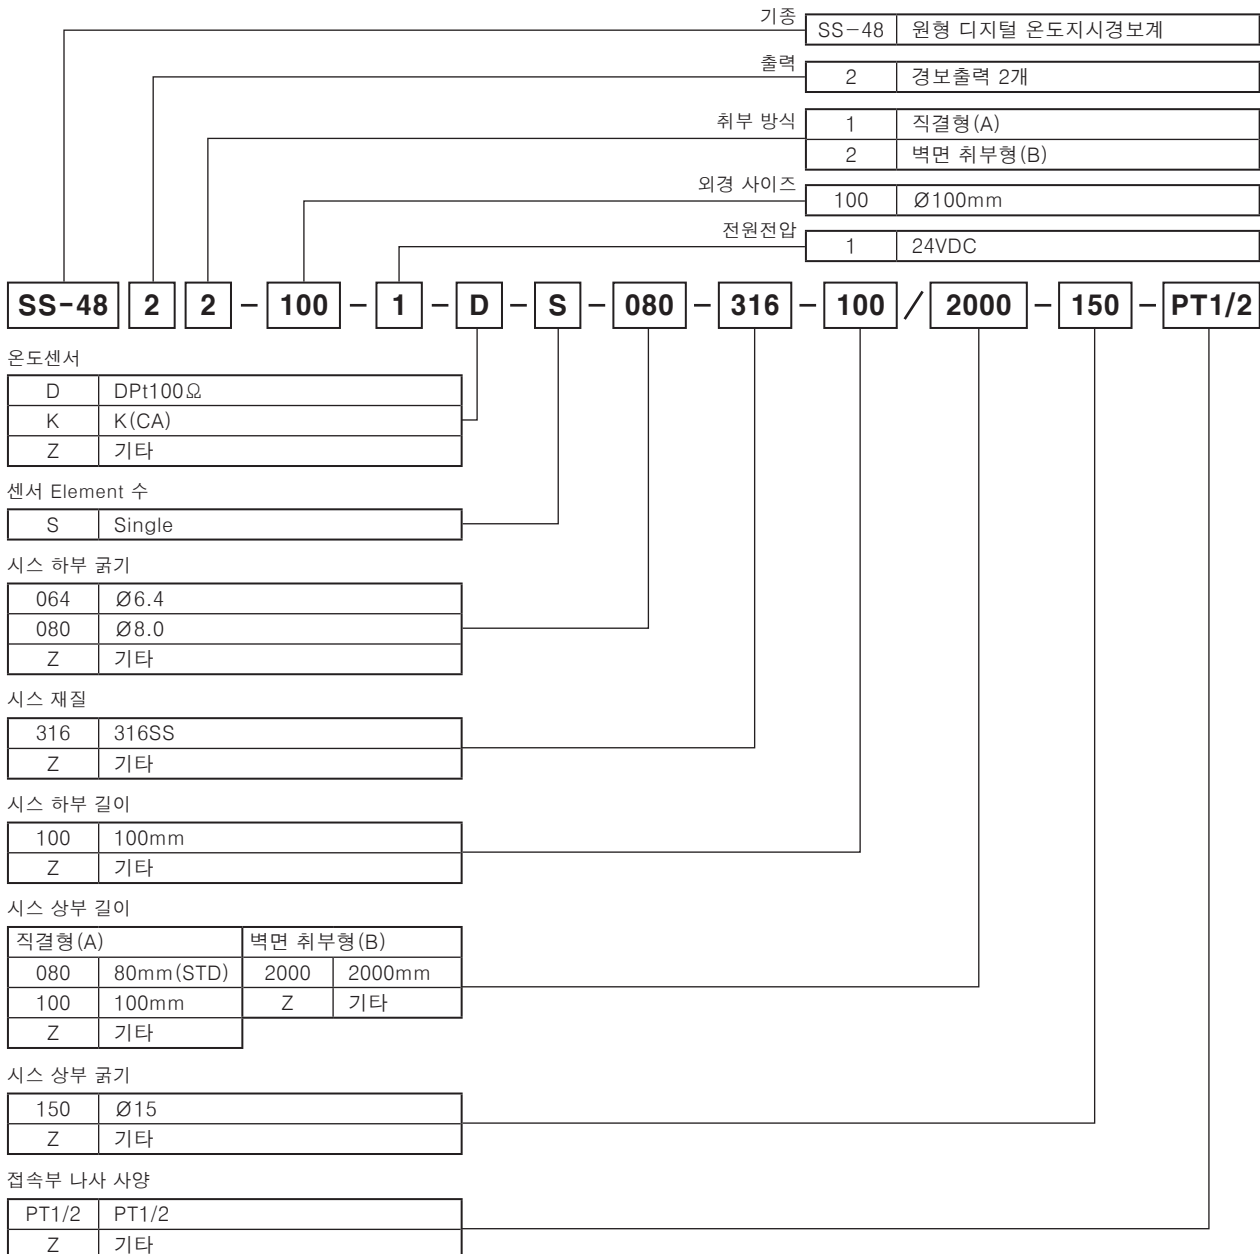 기종
SS-48 원형 디지털 온도지시경보계
출력
2 경보출력 2개
취부 방식
1 직결형(A)
2 벽면 취부형(B)
외경 사이즈
100 Ø100mm
전원전압
1 24VDC
SS-48 2 2 - 100 - 1 - D - S - 080 - 316 - 100 / 2000 - 150 - PT1/2
온도센서
D DPt100Ω
K K(CA)
Z 기타
센서 Element 수
S Single
시스 하부 굵기
064 Ø6.4
080 Ø8.0
Z 기타
시스 재질
316 316SS
Z 기타
시스 하부 길이
100 100mm
Z 기타
시스 상부 길이
직결형(A) 벽면 취부형(B)
080 80mm(STD) 2000 2000mm
100 100mm Z 기타
Z 기타
시스 상부 굵기
150 Ø15
Z 기타
접속부 나사 사양
PT1/2 PT1/2
Z 기타